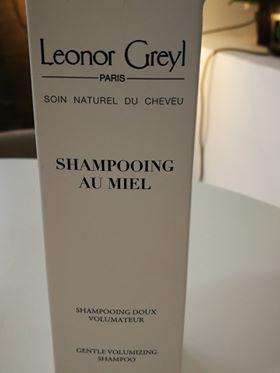 Leonor Greyl
PARIS
SOIN NATUREL DU CHEVEU
SHAMPOOING
AU MIEL
SHAMPOOING DOUX
VOLUMATEUR
GENTLE VOLUMIZING
SHAMPOO